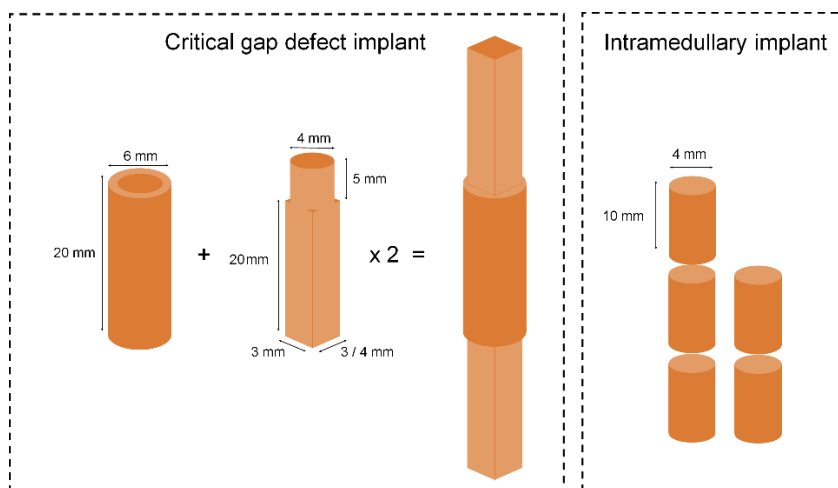 Critical gap defect implant
6 mm
20 mm
+
4 mm
5 mm
20mm
3 mm
3 / 4 mm
x 2 =
Intramedullary implant
4 mm
10 mm